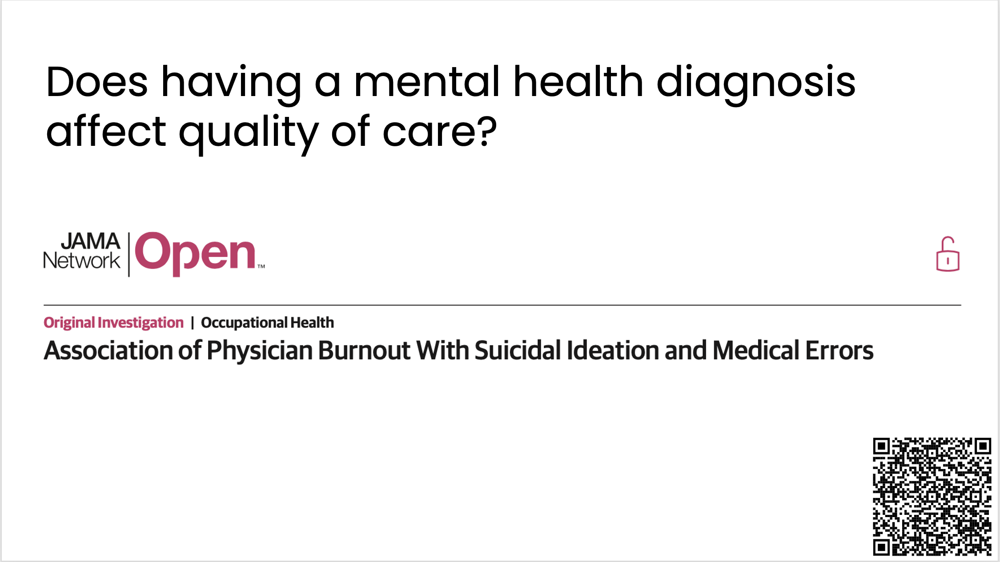 Does having a mental health diagnosis
affect quality of care?
JAMA
Network
Open™
Original Investigation | Occupational Health
Association of Physician Burnout With Suicidal Ideation and Medical Errors